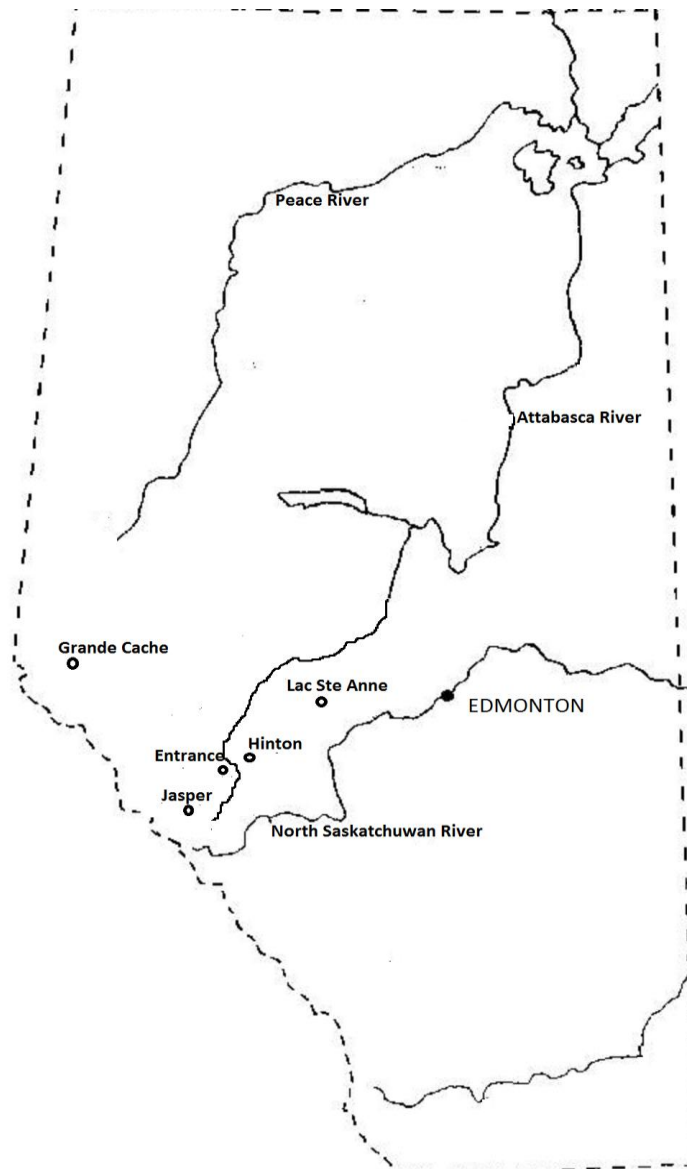 Peace River
Attabasca River
Grande Cache
Lac Ste Anne
EDMONTON
Entrance
Hinton
Jasper
North Saskatchuwan River